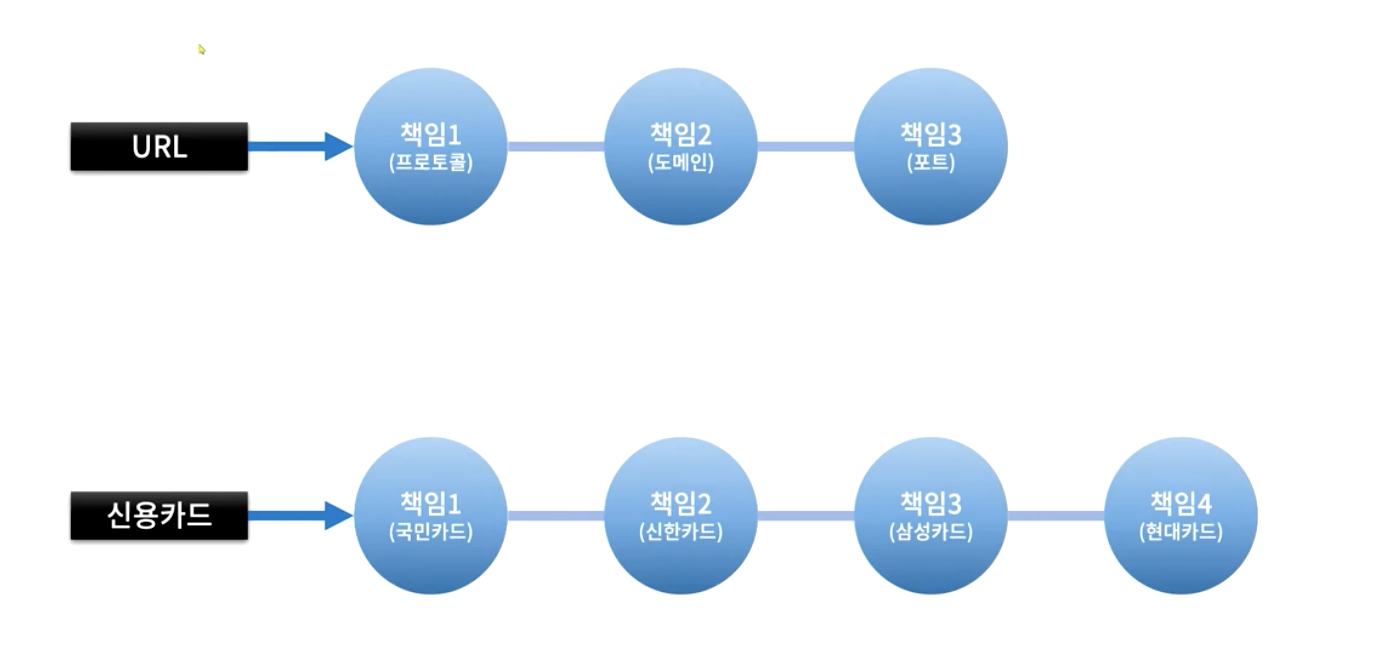 URL
책임1
(프로토콜)
책임2
(도메인)
책임3
(포트)
신용카드
책임1
(국민카드)
책임2
(신한카드)
책임3
(삼성카드)
책임4
(현대카드)